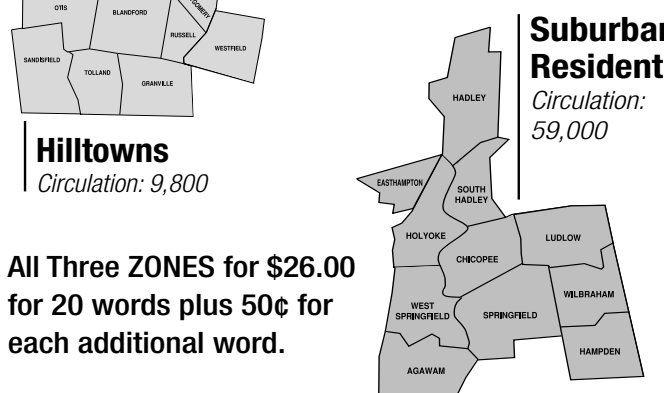 OTIS
BLANDFORD
RUSSELL
WESTFIELD
SANDISFIELD
TOLLAND
GRANVILLE
Hilltowns
Circulation: 9,800
All Three ZONES for $26.00
for 20 words plus 50¢ for
each additional word.
Resident
Circulation:
59,000
HADLEY
EASTHAMPTON
SOUTH
HADLEY
HOLYOKE
CHICOPEE
LUDLOW
WEST
SPRINGFIELD
SPRINGFIELD
WILBRAHAM
HAMPDEN
AGAWAM